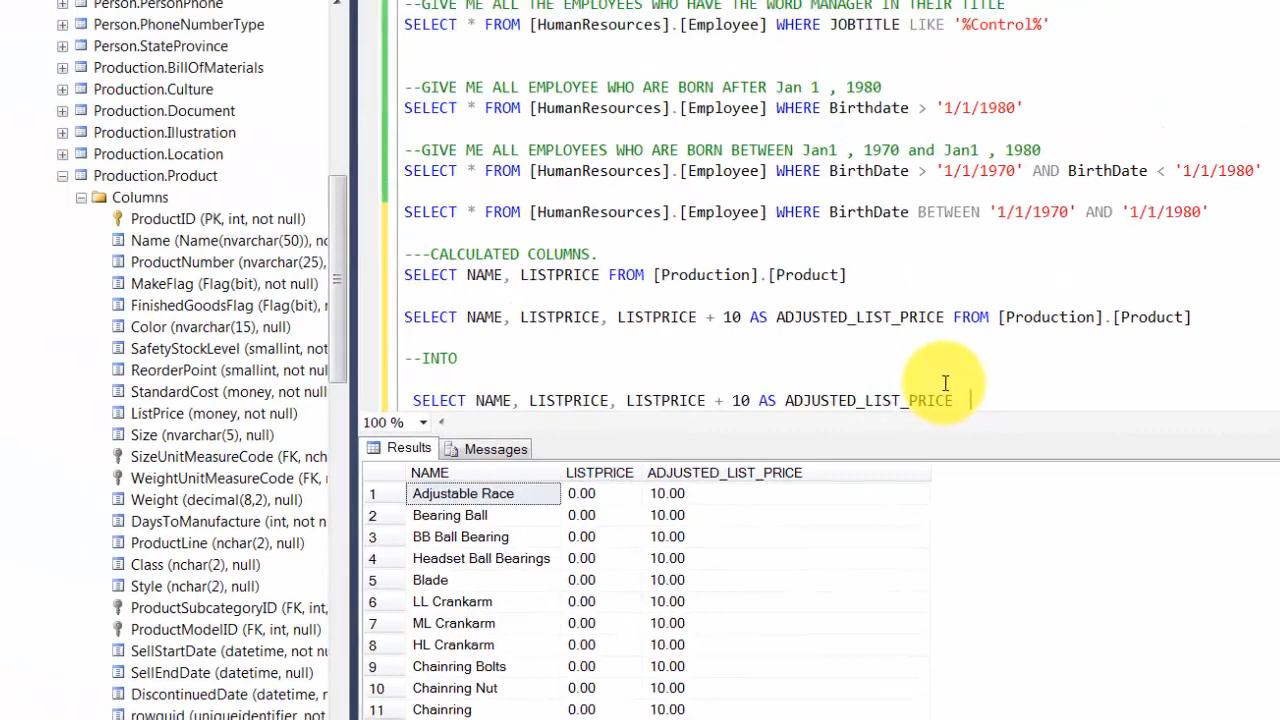 Person.PersonPhone
Person.PhoneNumberType
Person.StateProvince
Production.BillOfMaterials
Production.Culture
Production.Document
Production.Illustration
Production.Location
Production.Product
Columns
ProductID (PK, int, not null)
Name (Name(nvarchar(50)), no
ProductNumber (nvarchar(25),
MakeFlag (Flag(bit), not null)
FinishedGoodsFlag (Flag(bit),
Color (nvarchar(15), null)
SafetyStockLevel (smallint, not
ReorderPoint (smallint, not null
StandardCost (money, not null)
ListPrice (money, not null)
Size (nvarchar(5), null)
SizeUnitMeasureCode (FK, nch
WeightUnitMeasureCode (FK,
Weight (decimal(8,2), null)
DaysToManufacture (int, not n
ProductLine (nchar(2), null)
Class (nchar(2), null)
Style (nchar(2), null)
ProductSubcategoryID (FK, int,
ProductModelID (FK, int, null)
SellStartDate (datetime, not nu
SellEndDate (datetime, null)
DiscontinuedDate (datetime, n
rowguid (uniqueidentifier, not
--GIVE ME ALL THE EMPLOYEES WHO HAVE THE WORD MANAGER IN THEIR TITLE
SELECT * FROM [HumanResources].[Employee] WHERE JOBTITLE LIKE '%Control%'
--GIVE ME ALL EMPLOYEE WHO ARE BORN AFTER Jan 1 , 1980
SELECT * FROM [HumanResources].[Employee] WHERE Birthdate > '1/1/1980'
--GIVE ME ALL EMPLOYEES WHO ARE BORN BETWEEN Jan1 , 1970 and Jan1 , 1980
SELECT * FROM [HumanResources].[Employee] WHERE BirthDate > '1/1/1970' AND BirthDate < '1/1/1980'
SELECT * FROM [HumanResources].[Employee] WHERE BirthDate BETWEEN '1/1/1970' AND '1/1/1980'
---CALCULATED COLUMNS.
SELECT NAME, LISTPRICE FROM [Production].[Product]
SELECT NAME, LISTPRICE, LISTPRICE + 10 AS ADJUSTED_LIST_PRICE FROM [Production].[Product]
--INTO
SELECT NAME, LISTPRICE, LISTPRICE + 10 AS ADJUSTED_LIST_PRICE
100 %
Results Messages
NAME LISTPRICE ADJUSTED_LIST_PRICE
1 Adjustable Race 0.00 10.00
2 Bearing Ball 0.00 10.00
3 BB Ball Bearing 0.00 10.00
4 Headset Ball Bearings 0.00 10.00
5 Blade 0.00 10.00
6 LL Crankarm 0.00 10.00
7 ML Crankarm 0.00 10.00
8 HL Crankarm 0.00 10.00
9 Chainring Bolts 0.00 10.00
10 Chainring Nut 0.00 10.00
11 Chainring 0.00 10.00